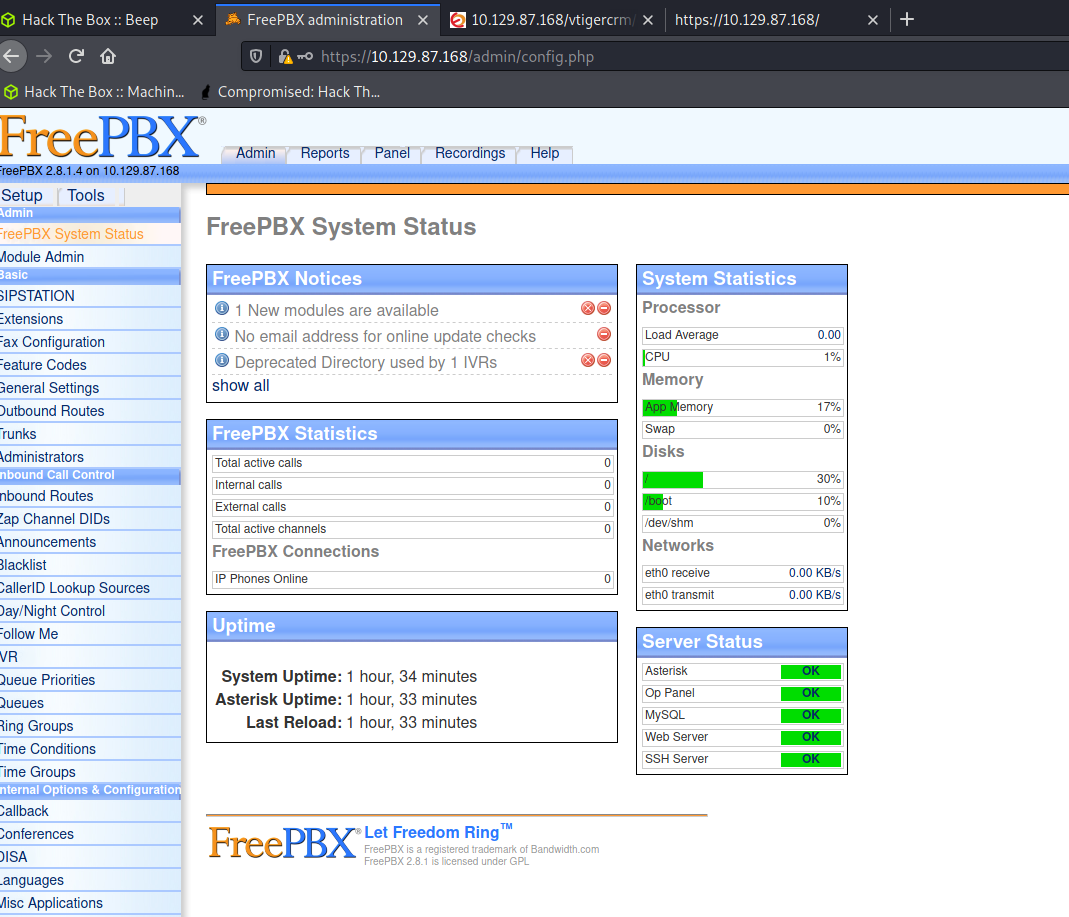 Hack The Box :: Beep
FreePBX administration
10.129.87.168/vtigercrm/
https://10.129.87.168/
https://10.129.87.168/admin/config.php
Hack The Box :: Machin...
Compromised: Hack Th...
FreePBX®
Admin
Reports
Panel
Recordings
Help
FreePBX 2.8.1.4 on 10.129.87.168
Setup
Tools
Admin
FreePBX System Status
Module Admin
Basic
SIPSTATION
Extensions
Fax Configuration
Feature Codes
General Settings
Outbound Routes
Trunks
Administrators
Inbound Call Control
Inbound Routes
Zap Channel DIDs
Announcements
Blacklist
CallerID Lookup Sources
Day/Night Control
Follow Me
IVR
Queue Priorities
Queues
Ring Groups
Time Conditions
Time Groups
Internal Options & Configuration
Callback
Conferences
DISA
Languages
Misc Applications
FreePBX System Status
FreePBX Notices
1 New modules are available
No email address for online update checks
Deprecated Directory used by 1 IVRs
show all
FreePBX Statistics
Total active calls 0
Internal calls 0
External calls 0
Total active channels 0
FreePBX Connections
IP Phones Online 0
Uptime
System Uptime: 1 hour, 34 minutes
Asterisk Uptime: 1 hour, 33 minutes
Last Reload: 1 hour, 33 minutes
System Statistics
Processor
Load Average 0.00
CPU 1%
Memory
App Memory 17%
Swap 0%
Disks
/ 30%
/boot 10%
/dev/shm 0%
Networks
eth0 receive 0.00 KB/s
eth0 transmit 0.00 KB/s
Server Status
Asterisk OK
Op Panel OK
MySQL OK
Web Server OK
SSH Server OK
FreePBX®
Let Freedom Ring™
FreePBX is a registered trademark of Bandwidth.com
FreePBX 2.8.1 is licensed under GPL